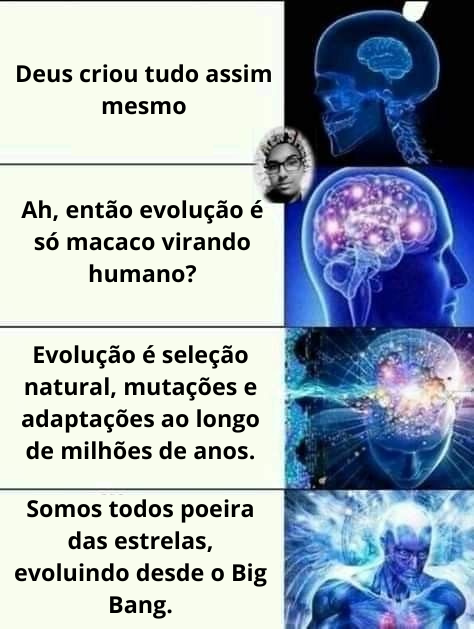 Deus criou tudo assim
mesmo
Ah, então evolução é
só macaco virando
humano?
Evolução é seleção
natural, mutações e
adaptações ao longo
de milhões de anos.
Somos todos poeira
das estrelas,
evoluindo desde o Big
Bang.